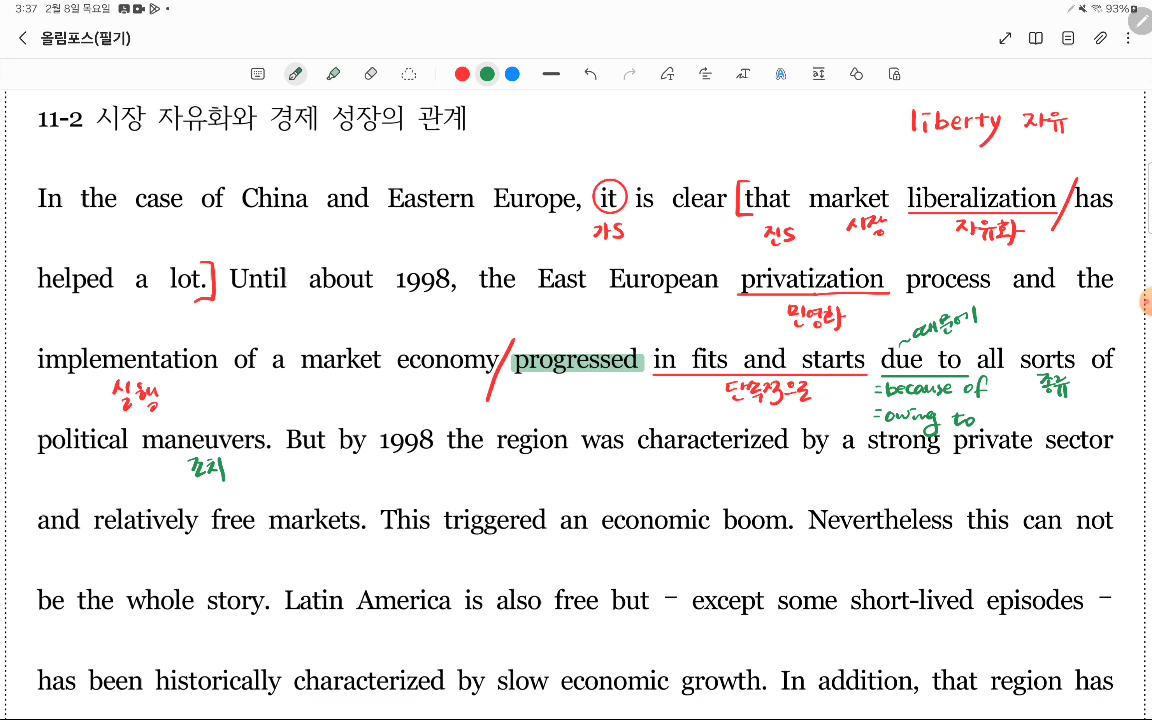 3:37 2월 8일 목요일
93%
올림포스(필기)
11-2 시장 자유화와 경제 성장의 관계
liberty 자유
In the case of China and Eastern Europe, it is clear [that market liberalization / has
가S 진S 시장 자유화
helped a lot.] Until about 1998, the East European privatization process and the
민영화 ~때문에
implementation of a market economy / progressed in fits and starts due to all sorts of
실행 단속적으로 =because of 종류
=owing to
political maneuvers. But by 1998 the region was characterized by a strong private sector
조치
and relatively free markets. This triggered an economic boom. Nevertheless this can not
be the whole story. Latin America is also free but – except some short-lived episodes –
has been historically characterized by slow economic growth. In addition, that region has